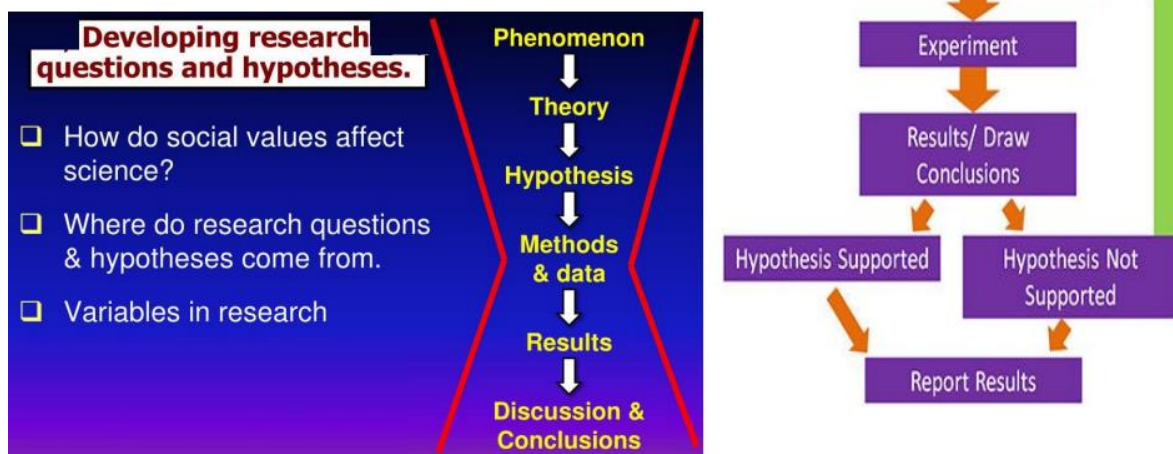 Developing research
questions and hypotheses.
❑ How do social values affect
science?
❑ Where do research questions
& hypotheses come from.
❑ Variables in research
Phenomenon
Theory
Hypothesis
Methods
& data
Results
Discussion &
Conclusions
Experiment
Results/ Draw
Conclusions
Hypothesis Supported
Hypothesis Not
Supported
Report Results